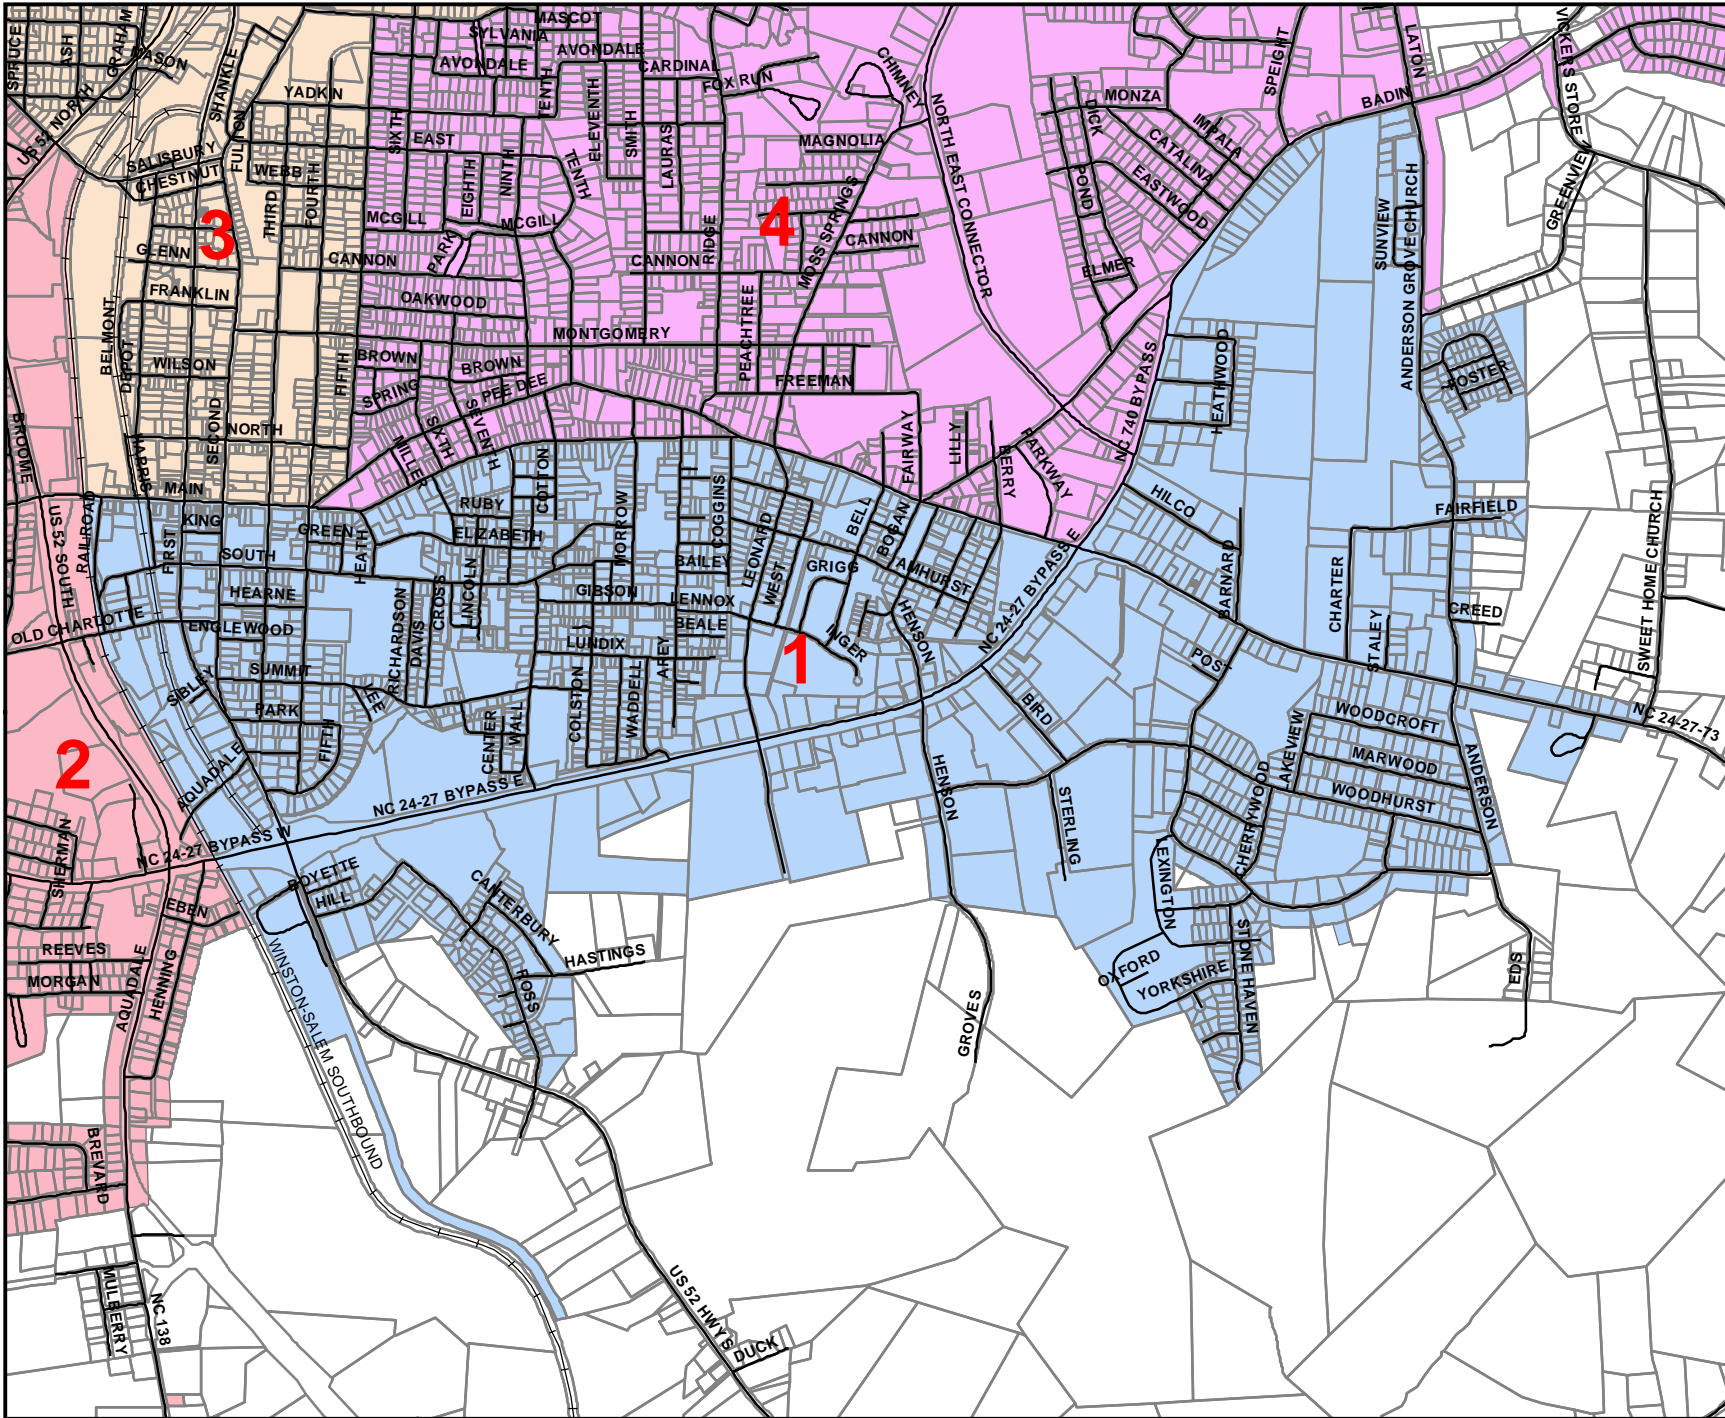 SPRUCE
ASH
GRAHAM
MASON
SHANKLE
MASCOT
SYLVANIA
AVONDALE
AVONDALE
CARDINAL
FOX RUN
CHIMNEY
SPEIGHT
LATON
VICKERS STORE
BADIN
MONZA
DICK
IMPALA
CATALINA
EASTWOOD
POND
ELMER
NORTH EAST CONNECTOR
MAGNOLIA
MOSS SPRINGS
CANNON
US 52 NORTH
YADKIN
FULTON
SALISBURY
CHESTNUT
WEBB
THIRD
FOURTH
SIXTH
EAST
EIGHTH
NINTH
TENTH
TENTH
ELEVENTH
SMITH
LAURAS
RIDGE
MCGILL
MCGILL
PARK
CANNON
CANNON
3
4
GLENN
FRANKLIN
OAKWOOD
MONTGOMERY
PEACHTREE
BELMONT
DEPOT
WILSON
FIFTH
BROWN
BROWN
SPRING
PEE DEE
FREEMAN
SECOND
NORTH
SIXTH
SEVENTH
MILLER
HARRIS
BROOME
MAIN
FAIRWAY
LILLY
BERRY
PARKWAY
NC 740 BYPASS
HEATHWOOD
SUNVIEW
ANDERSON GROVE CHURCH
GREENVIEW
FOSTER
SWEET HOME CHURCH
FAIRFIELD
HILCO
BARNARD
CHARTER
STALEY
CREED
US 52 SOUTH
RAILROAD
KING
FIRST
SOUTH
GREEN
HEATH
RUBY
ELIZABETH
COTTON
MORROW
COGGINS
BAILEY
LEONARD
WEST
BELL
BOGAN
GRIGG
AMHURST
HENSON
NC 24-27 BYPASS E
HEARNE
ENGLEWOOD
OLD CHARLOTTE
RICHARDSON
DAVIS
CROSS
LINCOLN
GIBSON
LENNOX
BEALE
LUNDIX
AREY
INGER
1
SIBLEY
SUMMIT
LEE
PARK
FIFTH
CENTER
WALL
COLSTON
WADDELL
POST
BIRD
WOODCROFT
MARWOOD
WOODHURST
LAKEVIEW
CHERRYWOOD
ANDERSON
NC 24-27-73
2
AQUADALE
NC 24-27 BYPASS E
NC 24-27 BYPASS W
HENSON
STERLING
LEXINGTON
SHERMAN
BOYETTE
HILL
CANTERBURY
HASTINGS
ROSS
EBEN
REEVES
MORGAN
AQUADALE
HENNING
WINSTON-SALEM SOUTHBOUND
GROVES
OXFORD
YORKSHIRE
STONE HAVEN
EDS
BREVARD
MULBERRY
NC 138
US 52 HWY S
DUCK